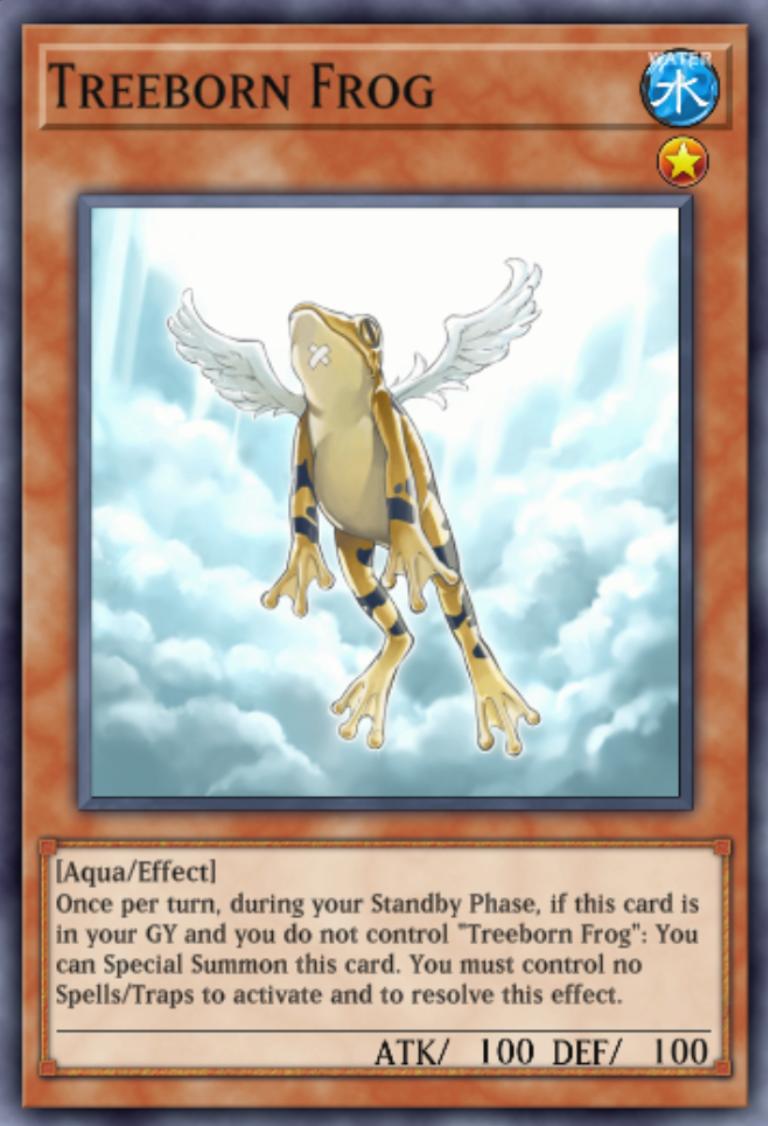 TREEBORN FROG
WATER
水
[Aqua/Effect]
Once per turn, during your Standby Phase, if this card is
in your GY and you do not control "Treeborn Frog": You
can Special Summon this card. You must control no
Spells/Traps to activate and to resolve this effect.
ATK/ 100 DEF/ 100